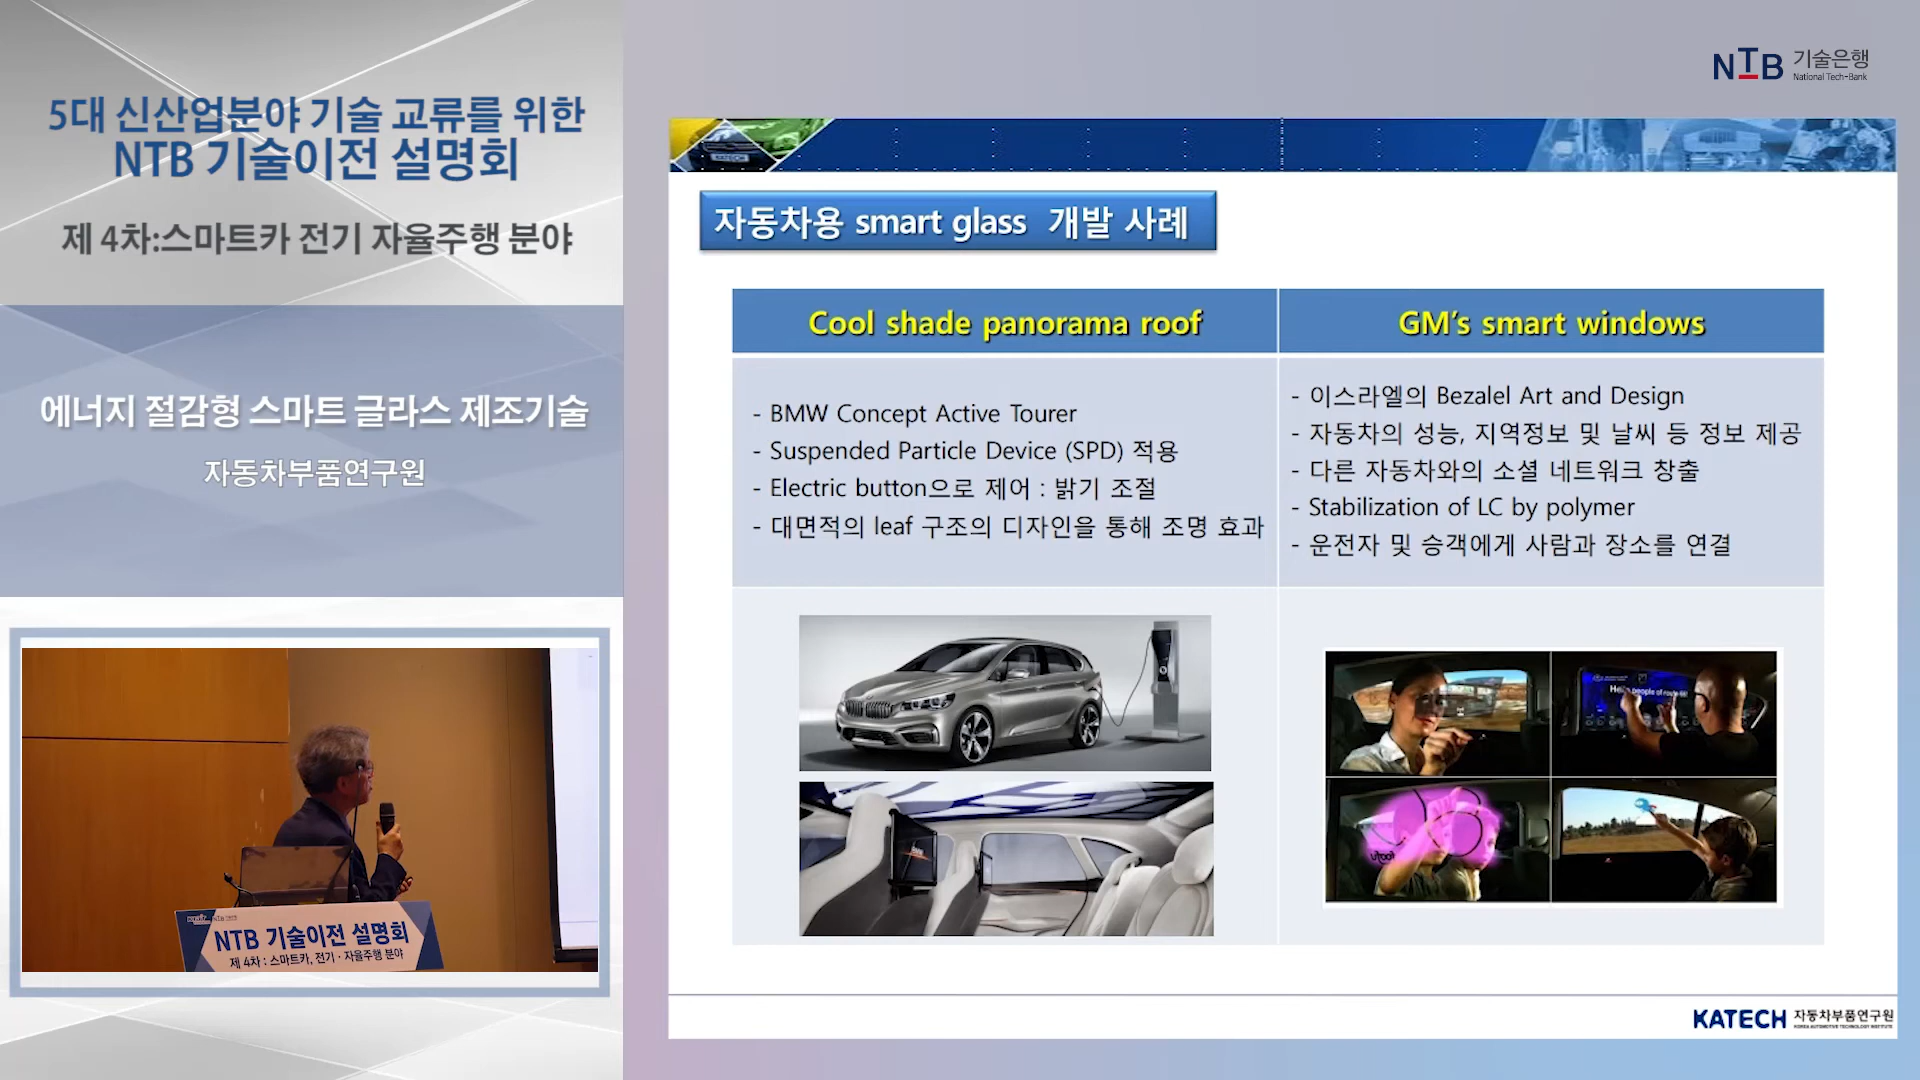 5대 신산업분야 기술 교류를 위한
NTB 기술이전 설명회
제 4차:스마트카 전기 자율주행 분야
에너지 절감형 스마트 글라스 제조기술
자동차부품연구원
NTB 기술이전 설명회
제 4차 : 스마트카, 전기 · 자율주행 분야
NTB 기술은행
National Tech-Bank
KATECH
자동차용 smart glass 개발 사례
Cool shade panorama roof
- BMW Concept Active Tourer
- Suspended Particle Device (SPD) 적용
- Electric button으로 제어 : 밝기 조절
- 대면적의 leaf 구조의 디자인을 통해 조명 효과
GM's smart windows
- 이스라엘의 Bezalel Art and Design
- 자동차의 성능, 지역정보 및 날씨 등 정보 제공
- 다른 자동차와의 소셜 네트워크 창출
- Stabilization of LC by polymer
- 운전자 및 승객에게 사람과 장소를 연결
KATECH 자동차부품연구원
KOREA AUTOMOTIVE TECHNOLOGY INSTITUTE